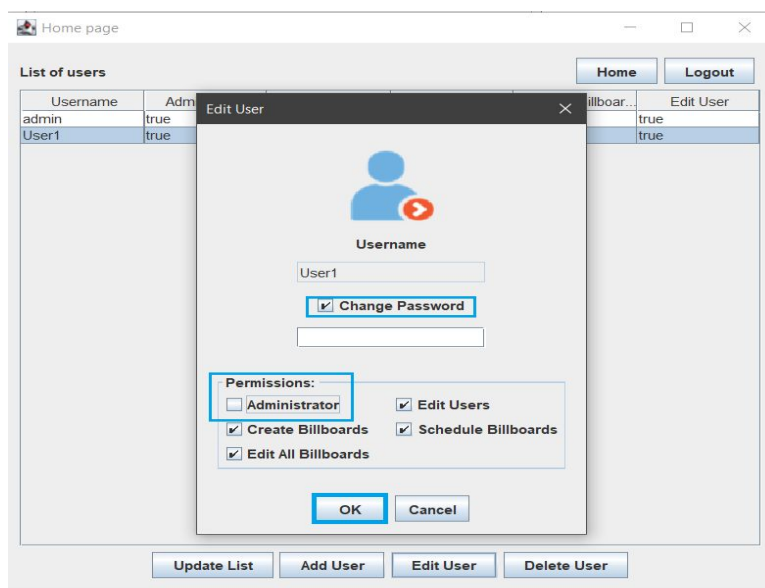 Home page
List of users
Home
Logout
Username
Adm
illboar...
Edit User
admin
true
true
User1
true
true
Edit User
Username
User1
Change Password
Permissions:
Administrator
Edit Users
Create Billboards
Schedule Billboards
Edit All Billboards
OK
Cancel
Update List
Add User
Edit User
Delete User